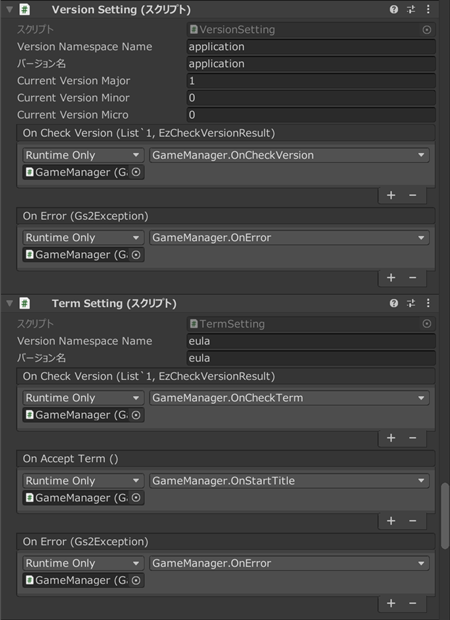 Version Setting (スクリプト)
スクリプト VersionSetting
Version Namespace Name application
バージョン名 application
Current Version Major 1
Current Version Minor 0
Current Version Micro 0
On Check Version (List`1, EzCheckVersionResult)
Runtime Only GameManager.OnCheckVersion
GameManager (Ga
+ −
On Error (Gs2Exception)
Runtime Only GameManager.OnError
GameManager (Ga
+ −
Term Setting (スクリプト)
スクリプト TermSetting
Version Namespace Name eula
バージョン名 eula
On Check Version (List`1, EzCheckVersionResult)
Runtime Only GameManager.OnCheckTerm
GameManager (Ga
+ −
On Accept Term ()
Runtime Only GameManager.OnStartTitle
GameManager (Ga
+ −
On Error (Gs2Exception)
Runtime Only GameManager.OnError
GameManager (Ga
+ −